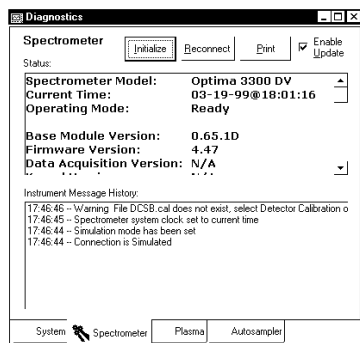 Diagnostics
Spectrometer
Initialize Reconnect Print Enable Update
Status:
Spectrometer Model: Optima 3300 DV
Current Time: 03-19-99@18:01:16
Operating Mode: Ready
Base Module Version: 0.65.1D
Firmware Version: 4.47
Data Acquisition Version: N/A
Instrument Message History:
17:46:46 -- Warning File DCSB.cal does not exist, select Detector Calibration o
17:46:45 -- Spectrometer system clock set to current time
17:46:44 -- Simulation mode has been set
17:46:44 -- Connection is Simulated
System Spectrometer Plasma Autosampler